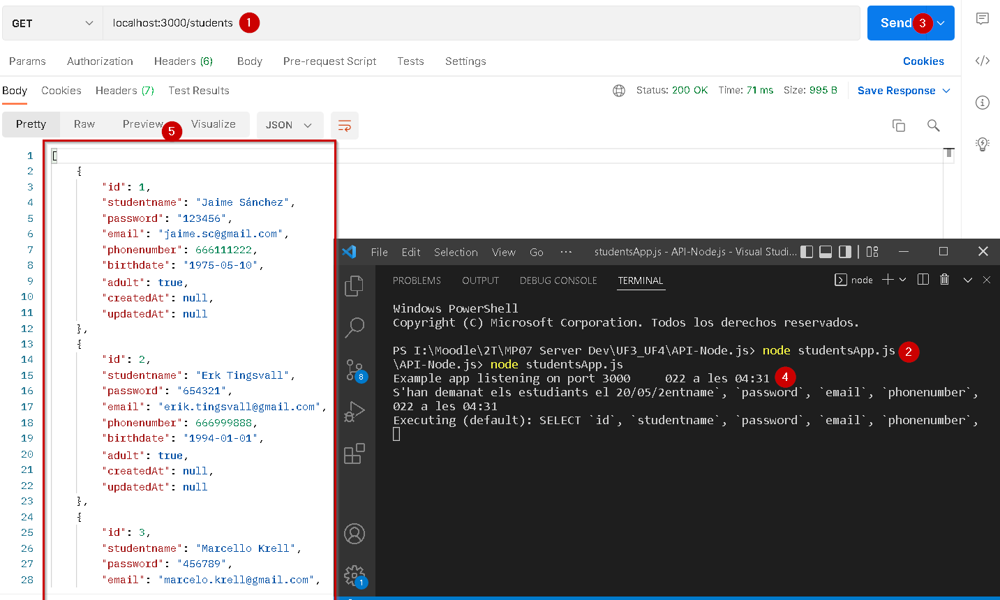 GET localhost:3000/students 1 Send 3
Params Authorization Headers (6) Body Pre-request Script Tests Settings Cookies
Body Cookies Headers (7) Test Results Status: 200 OK Time: 71 ms Size: 995 B Save Response
Pretty Raw Preview Visualize JSON
5
1 [
2 {
3 "id": 1,
4 "studentname": "Jaime Sánchez",
5 "password": "123456",
6 "email": "jaime.sc@gmail.com",
7 "phonenumber": 666111222,
8 "birthdate": "1975-05-10",
9 "adult": true,
10 "createdAt": null,
11 "updatedAt": null
12 },
13 {
14 "id": 2,
15 "studentname": "Erk Tingsvall",
16 "password": "654321",
17 "email": "erik.tingsvall@gmail.com",
18 "phonenumber": 666999888,
19 "birthdate": "1994-01-01",
20 "adult": true,
21 "createdAt": null,
22 "updatedAt": null
23 },
24 {
25 "id": 3,
26 "studentname": "Marcello Krell",
27 "password": "456789",
28 "email": "marcelo.krell@gmail.com",
File Edit Selection View Go ··· studentsApp.js - API-Node.js - Visual Studi...
PROBLEMS OUTPUT DEBUG CONSOLE TERMINAL node
Windows PowerShell
Copyright (C) Microsoft Corporation. Todos los derechos reservados.
PS I:\Moodle\2T\MP07 Server Dev\UF3_UF4\API-Node.js> node studentsApp.js 2
\API-Node.js> node studentsApp.js
Example app listening on port 3000 022 a les 04:31 4
S'han demanat els estudiants el 20/05/2entname`, `password`, `email`, `phonenumber`,
022 a les 04:31
Executing (default): SELECT `id`, `studentname`, `password`, `email`, `phonenumber`,
8
1